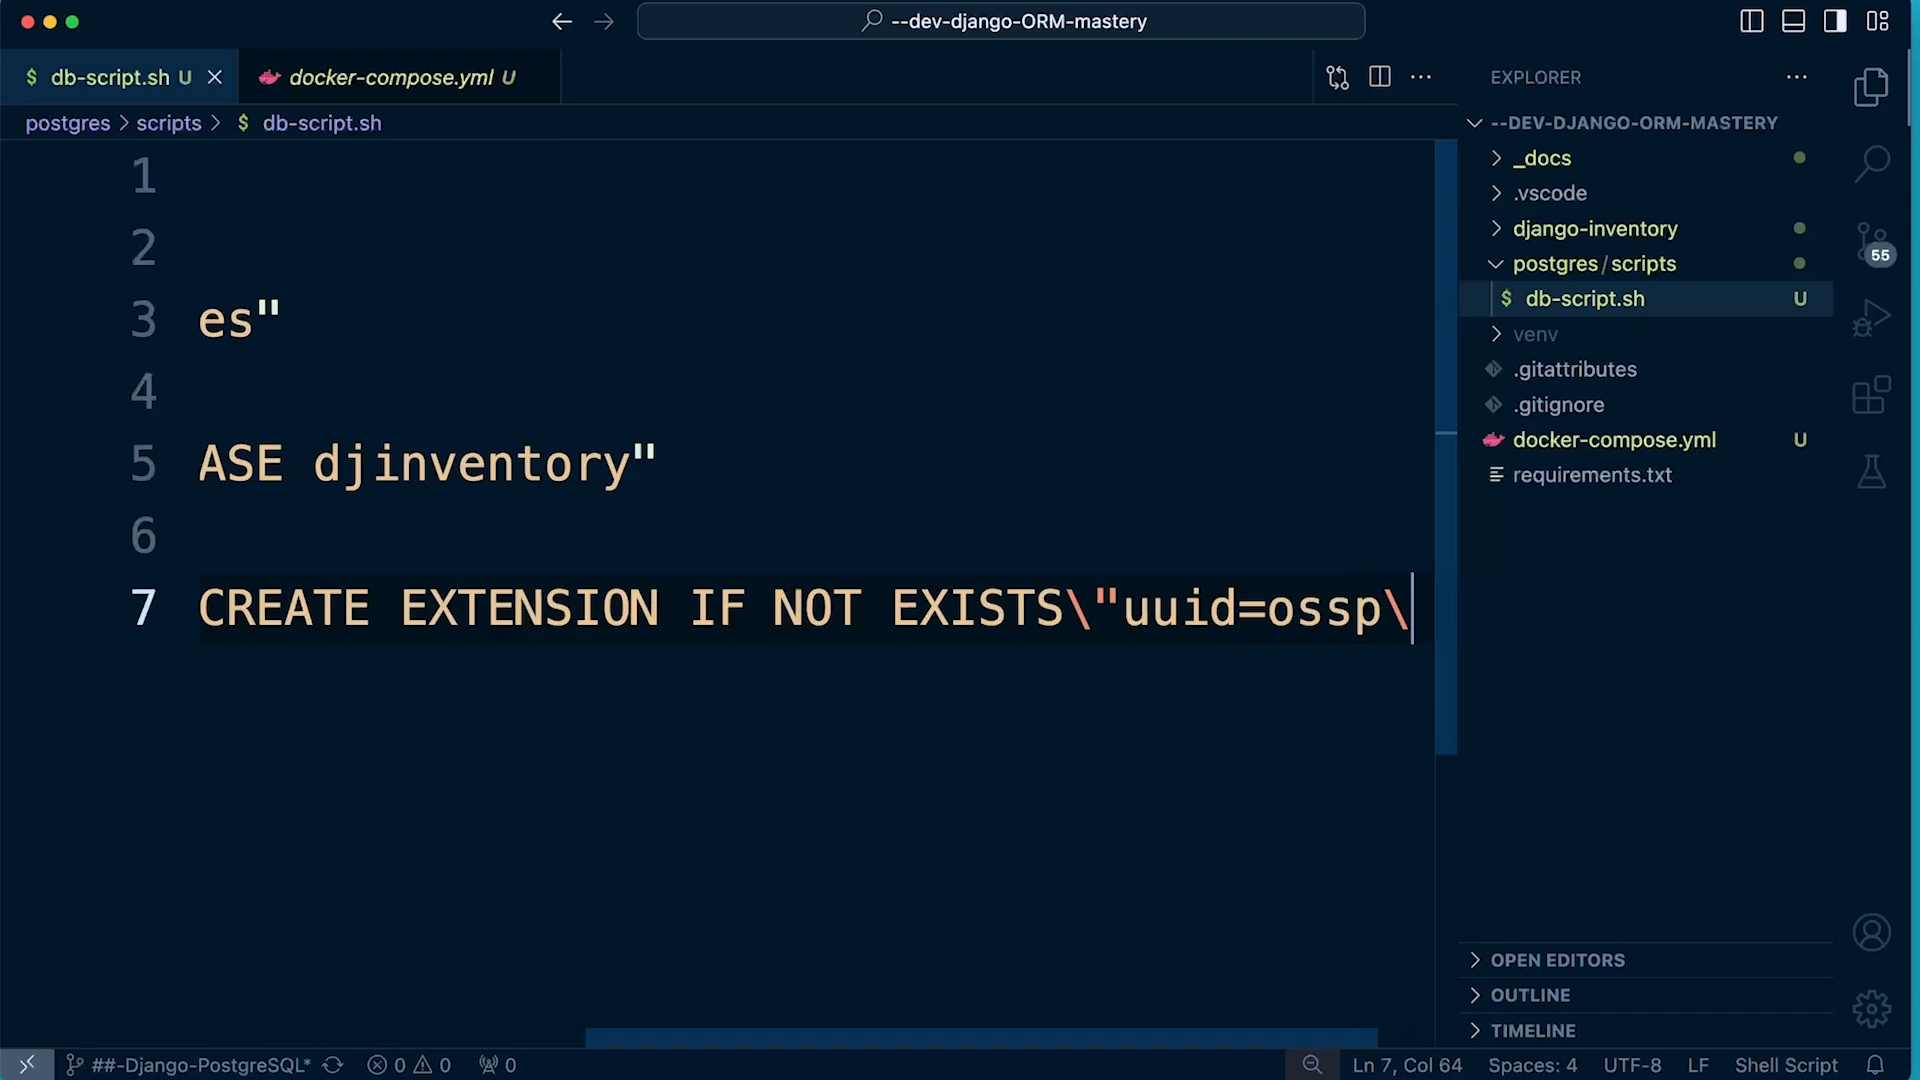 --dev-django-ORM-mastery
$ db-script.sh U
docker-compose.yml U
postgres > scripts > $ db-script.sh
1
2
3 es"
4
5 ASE djinventory"
6
7 CREATE EXTENSION IF NOT EXISTS\"uuid=ossp\
EXPLORER
--DEV-DJANGO-ORM-MASTERY
_docs
.vscode
django-inventory
postgres/scripts
$ db-script.sh U
venv
.gitattributes
.gitignore
docker-compose.yml U
requirements.txt
55
OPEN EDITORS
OUTLINE
TIMELINE
##-Django-PostgreSQL* 0 0 0 Ln 7, Col 64 Spaces: 4 UTF-8 LF Shell Script